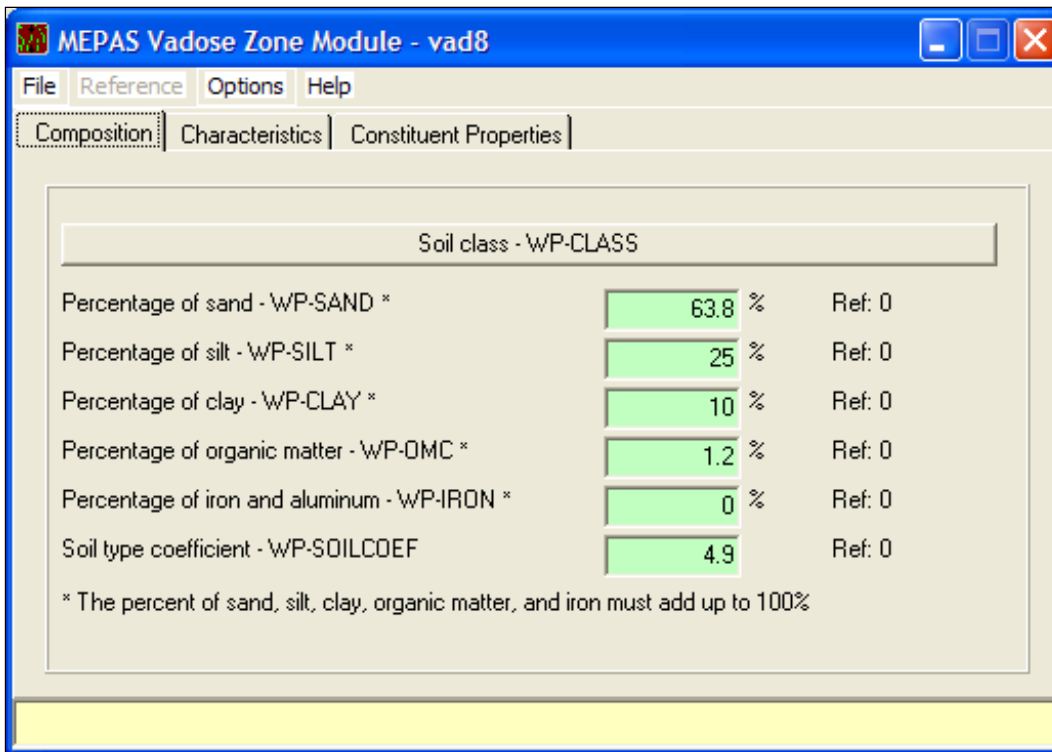 MEPAS Vadose Zone Module - vad8
File Reference Options Help
Composition Characteristics Constituent Properties
Soil class - WP-CLASS
Percentage of sand - WP-SAND * 63.8 % Ref: 0
Percentage of silt - WP-SILT * 25 % Ref: 0
Percentage of clay - WP-CLAY * 10 % Ref: 0
Percentage of organic matter - WP-OMC * 1.2 % Ref: 0
Percentage of iron and aluminum - WP-IRON * 0 % Ref: 0
Soil type coefficient - WP-SOILCOEF 4.9 Ref: 0
* The percent of sand, silt, clay, organic matter, and iron must add up to 100%